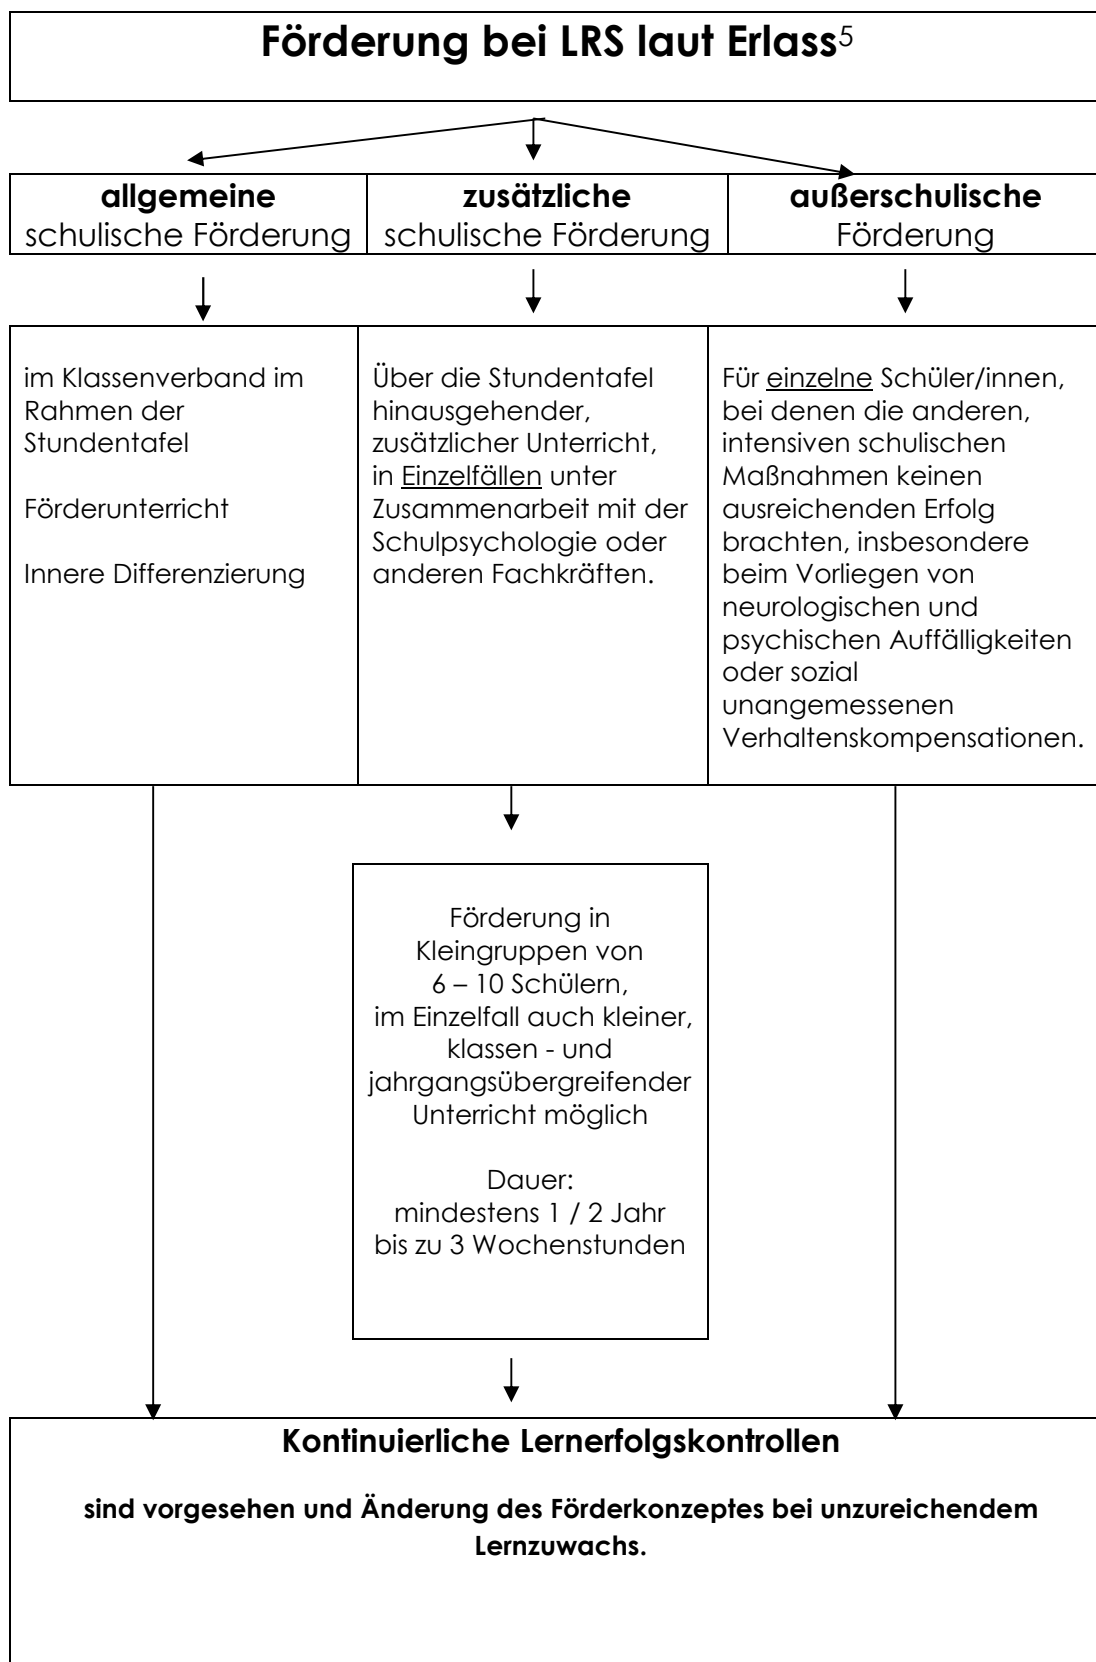 Förderung bei LRS laut Erlass5
allgemeine
schulische Förderung
zusätzliche
schulische Förderung
außerschulische
Förderung
im Klassenverband im
Rahmen der
Stundentafel
Förderunterricht
Innere Differenzierung
Über die Stundentafel
hinausgehender,
zusätzlicher Unterricht,
in Einzelfällen unter
Zusammenarbeit mit der
Schulpsychologie oder
anderen Fachkräften.
Für einzelne Schüler/innen,
bei denen die anderen,
intensiven schulischen
Maßnahmen keinen
ausreichenden Erfolg
brachten, insbesondere
beim Vorliegen von
neurologischen und
psychischen Auffälligkeiten
oder sozial
unangemessenen
Verhaltenskompensationen.
Förderung in
Kleingruppen von
6 – 10 Schülern,
im Einzelfall auch kleiner,
klassen - und
jahrgangsübergreifender
Unterricht möglich
Dauer:
mindestens 1 / 2 Jahr
bis zu 3 Wochenstunden
Kontinuierliche Lernerfolgskontrollen
sind vorgesehen und Änderung des Förderkonzeptes bei unzureichendem
Lernzuwachs.